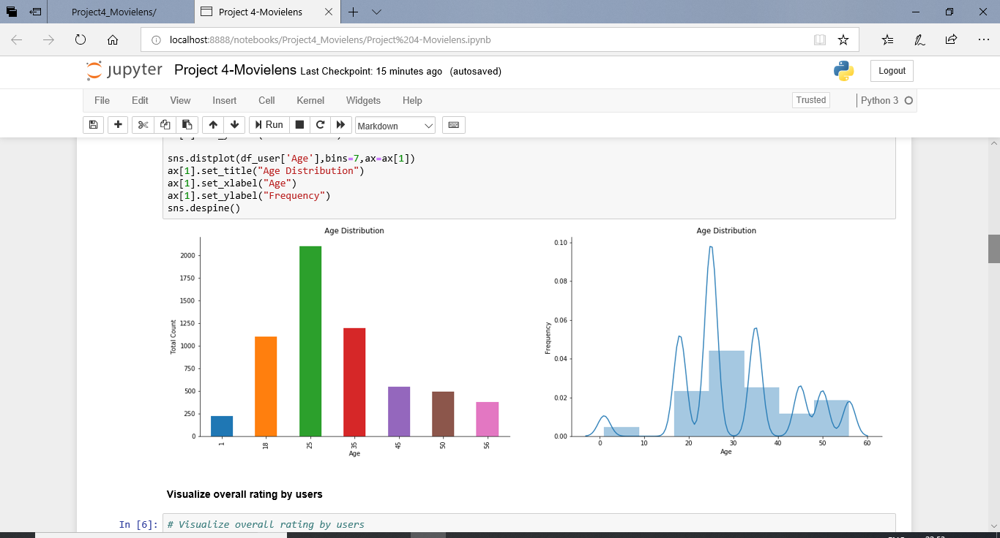 Project4_Movielens/
Project 4-Movielens
localhost:8888/notebooks/Project4_Movielens/Project%204-Movielens.ipynb
jupyter Project 4-Movielens Last Checkpoint: 15 minutes ago (autosaved)
Logout
File Edit View Insert Cell Kernel Widgets Help
Trusted
Python 3
Run
Markdown
sns.distplot(df_user['Age'],bins=7,ax=ax[1])
ax[1].set_title("Age Distribution")
ax[1].set_xlabel("Age")
ax[1].set_ylabel("Frequency")
sns.despine()
Age Distribution
Total Count
2000
1750
1500
1250
1000
750
500
250
0
1 18 25 35 45 50 56
Age
Age Distribution
Frequency
0.10
0.08
0.06
0.04
0.02
0.00
0 10 20 30 40 50 60
Age
Visualize overall rating by users
In [6]: # Visualize overall rating by users